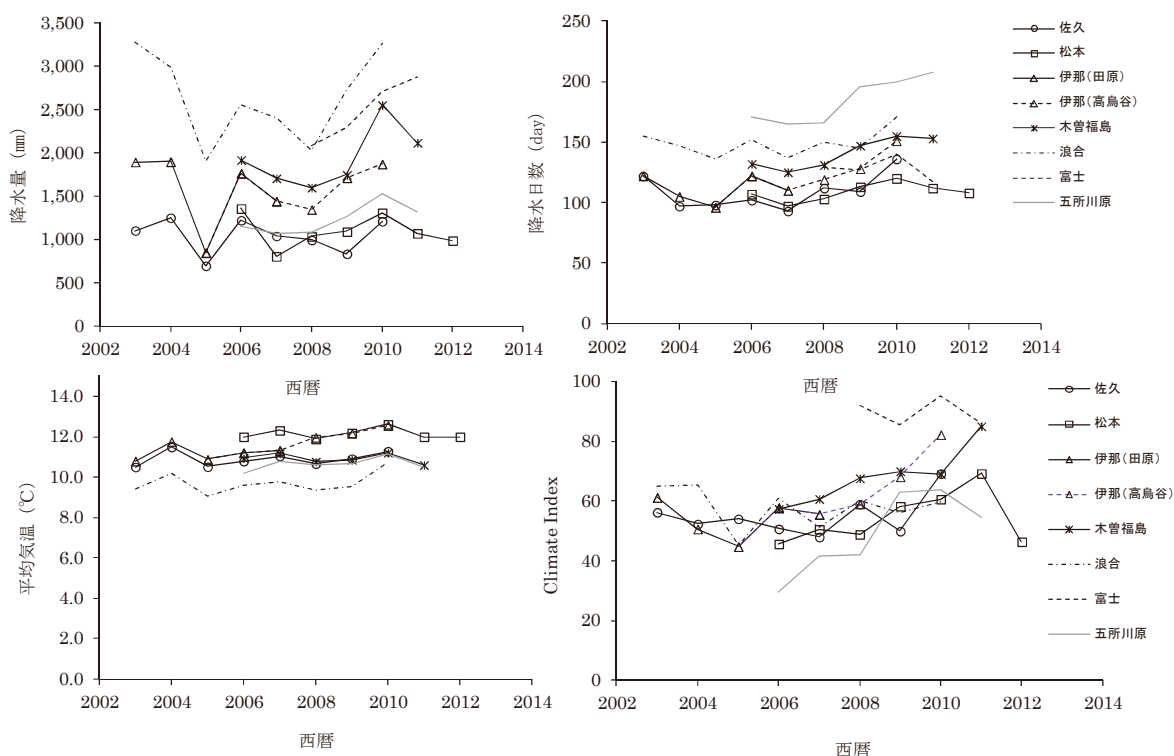 降水量 (㎜)
3,500
3,000
2,500
2,000
1,500
1,000
500
0
2002 2004 2006 2008 2010 2012 2014
西暦
降水日数 (day)
250
200
150
100
50
0
2002 2004 2006 2008 2010 2012 2014
西暦
佐久
松本
伊那(田原)
伊那(高烏谷)
木曽福島
浪合
富士
五所川原
平均気温 (℃)
14.0
12.0
10.0
8.0
6.0
4.0
2.0
0.0
2002 2004 2006 2008 2010 2012 2014
西暦
Climate Index
100
80
60
40
20
0
2002 2004 2006 2008 2010 2012 2014
西暦
佐久
松本
伊那(田原)
伊那(高烏谷)
木曽福島
浪合
富士
五所川原